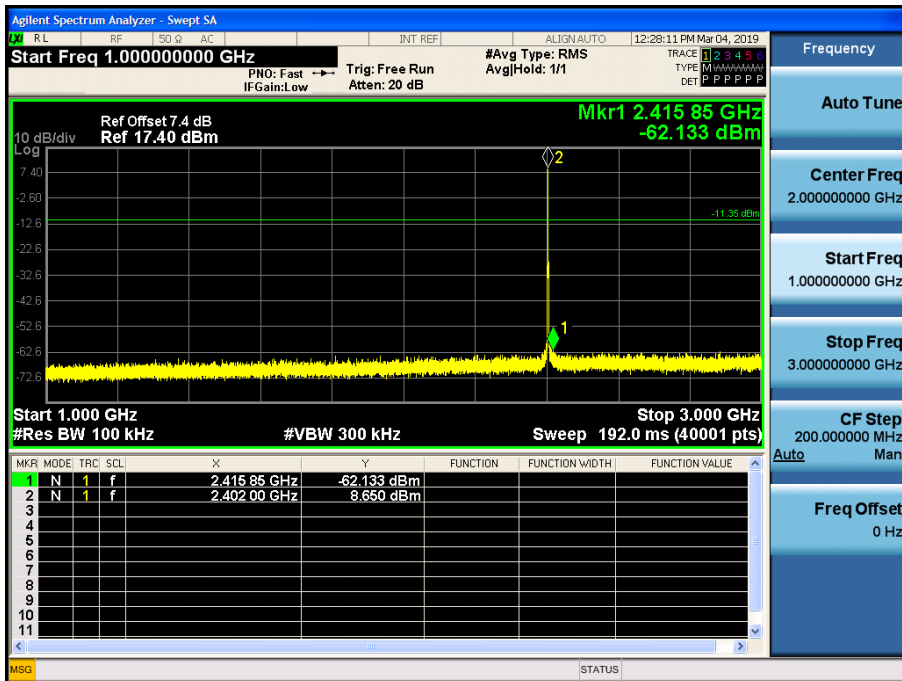 Agilent Spectrum Analyzer - Swept SA
LXI RL RF 50 Ω AC INT REF ALIGN AUTO 12:28:11 PM Mar 04, 2019
Start Freq 1.000000000 GHz
PNO: Fast
IFGain:Low
Trig: Free Run
Atten: 20 dB
#Avg Type: RMS
Avg|Hold: 1/1
TRACE 1 2 3 4 5 6
TYPE M W W W W W
DET P P P P P P
Mkr1 2.415 85 GHz
-62.133 dBm
Ref Offset 7.4 dB
10 dB/div Ref 17.40 dBm
Log
7.40
-2.60
-12.6
-22.6
-32.6
-42.6
-52.6
-62.6
-72.6
2
-11.35 dBm
1
Start 1.000 GHz Stop 3.000 GHz
#Res BW 100 kHz #VBW 300 kHz Sweep 192.0 ms (40001 pts)
MKR MODE TRC SCL X Y FUNCTION FUNCTION WIDTH FUNCTION VALUE
1 N 1 f 2.415 85 GHz -62.133 dBm
2 N 1 f 2.402 00 GHz 8.650 dBm
3
4
5
6
7
8
9
10
11
MSG STATUS
Frequency
Auto Tune
Center Freq
2.000000000 GHz
Start Freq
1.000000000 GHz
Stop Freq
3.000000000 GHz
CF Step
200.000000 MHz
Auto Man
Freq Offset
0 Hz